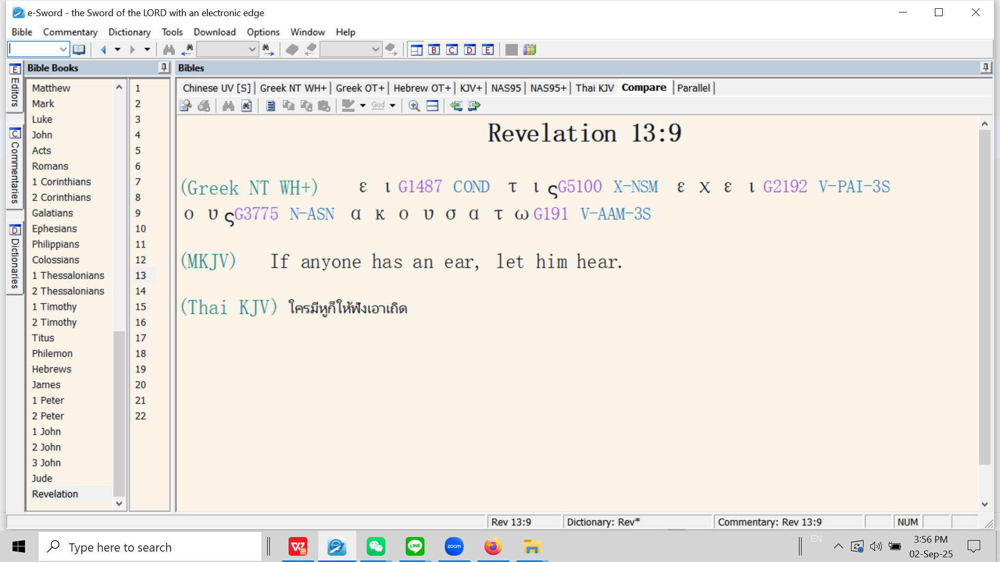 e-Sword - the Sword of the LORD with an electronic edge
Bible Commentary Dictionary Tools Download Options Window Help
B C D E
E Editors
C Commentaries
D Dictionaries
Bible Books
Matthew
Mark
Luke
John
Acts
Romans
1 Corinthians
2 Corinthians
Galatians
Ephesians
Philippians
Colossians
1 Thessalonians
2 Thessalonians
1 Timothy
2 Timothy
Titus
Philemon
Hebrews
James
1 Peter
2 Peter
1 John
2 John
3 John
Jude
Revelation
1
2
3
4
5
6
7
8
9
10
11
12
13
14
15
16
17
18
19
20
21
22
Bibles
Chinese UV [S] Greek NT WH+ Greek OT+ Hebrew OT+ KJV+ NAS95 NAS95+ Thai KJV Compare Parallel
God
Revelation 13:9
(Greek NT WH+) ει G1487 COND τις G5100 X-NSM εχει G2192 V-PAI-3S
ους G3775 N-ASN ακουσατω G191 V-AAM-3S
(MKJV) If anyone has an ear, let him hear.
(Thai KJV) ใครมีหูก็ให้ฟังเอาเถิด
Rev 13:9 Dictionary: Rev* Commentary: Rev 13:9 NUM
Type here to search
LINE
zoom
EN
3:56 PM
02-Sep-25